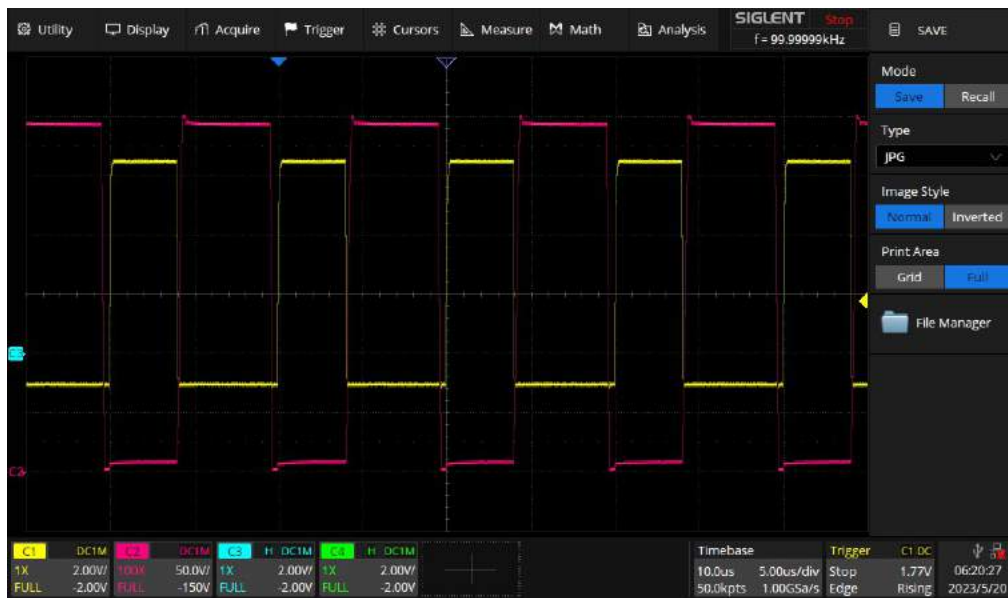 Utility Display Acquire Trigger Cursors Measure Math Analysis SIGLENT Stop
f = 99.99999kHz
SAVE
Mode
Save Recall
Type
JPG
Image Style
Normal Inverted
Print Area
Grid Full
File Manager
C3
C2
C1 DC1M C2 DC1M C3 H DC1M C4 H DC1M Timebase Trigger C1 DC
1X 2.00V/ 100X 50.0V/ 1X 2.00V/ 1X 2.00V/ 10.0us 5.00us/div Stop 1.77V 06:20:27
FULL -2.00V FULL -150V FULL -2.00V FULL -2.00V 50.0kpts 1.00GSa/s Edge Rising 2023/5/20